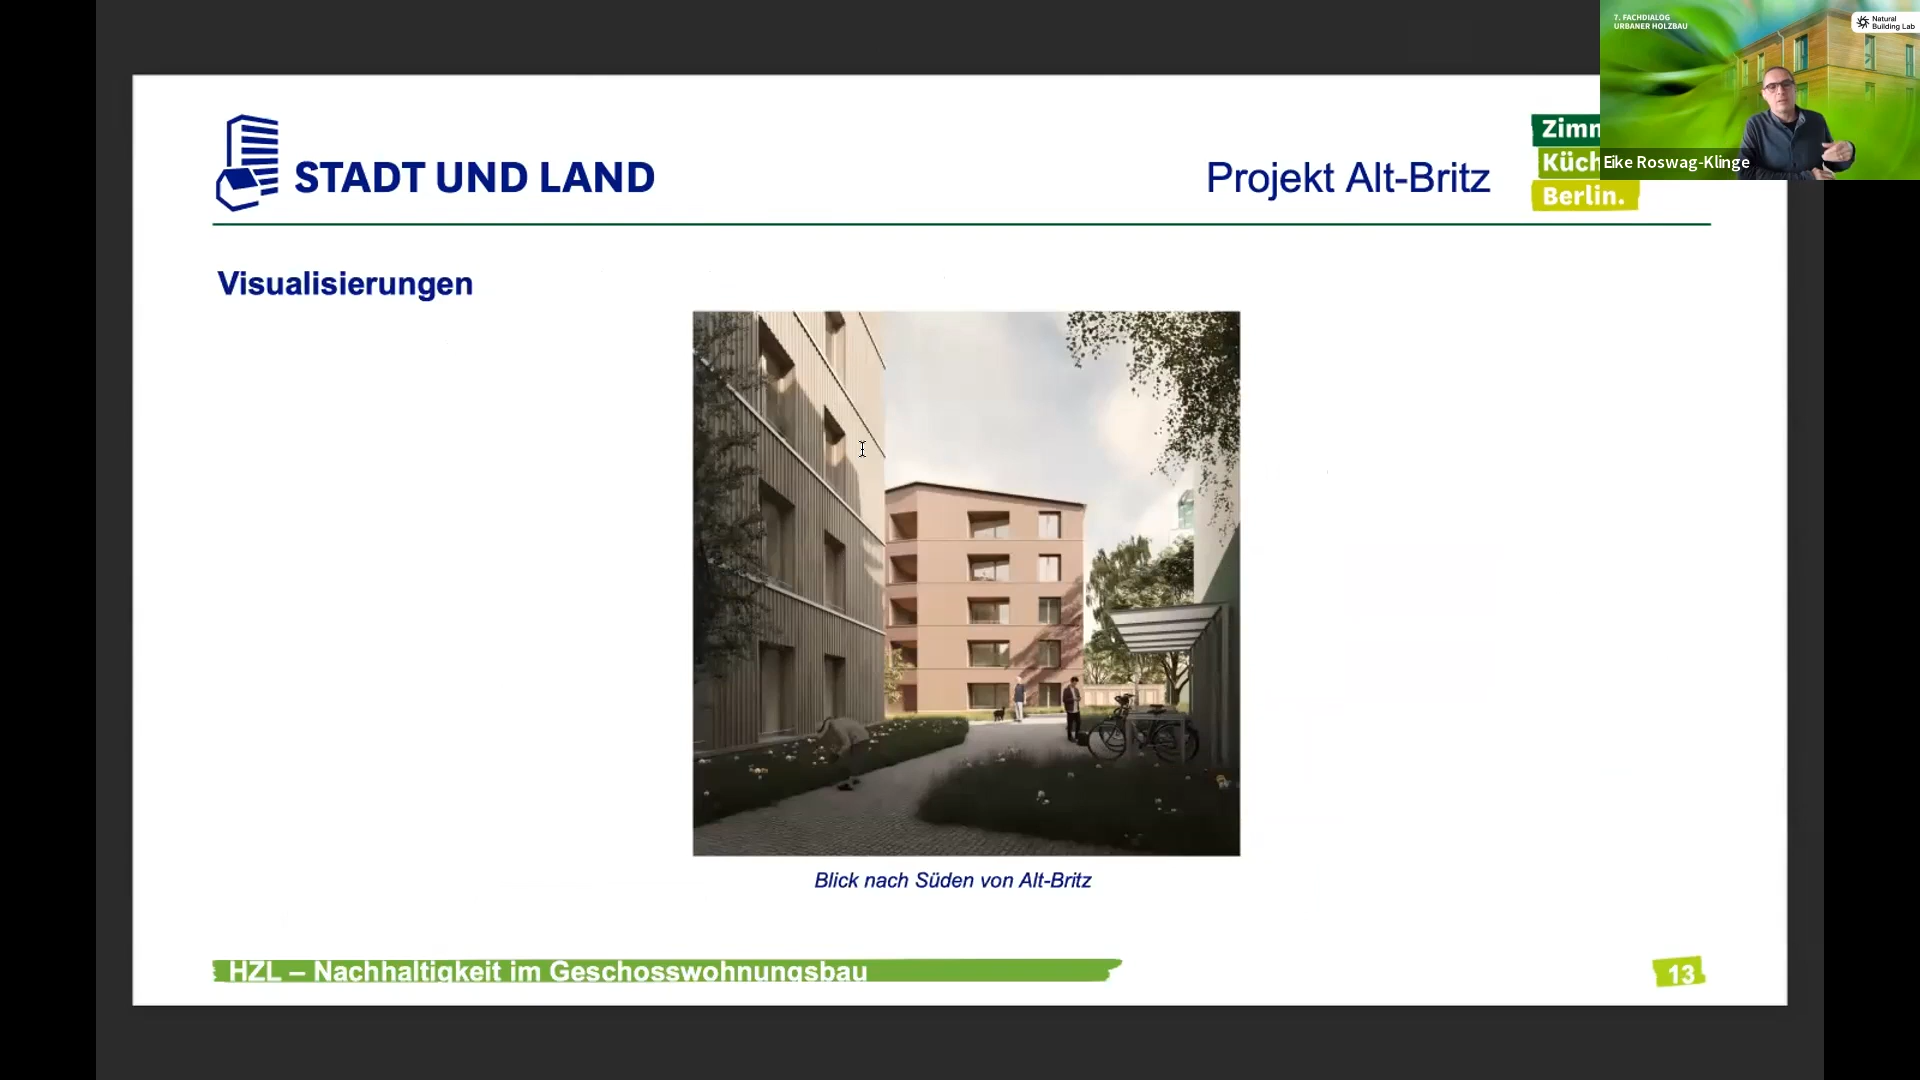 7. FACHDIALOG
URBANER HOLZBAU
Natural
Building Lab
Eike Roswag-Klinge
STADT UND LAND
Projekt Alt-Britz
Zimm
Küch
Berlin.
Visualisierungen
Blick nach Süden von Alt-Britz
HZL – Nachhaltigkeit im Geschosswohnungsbau
13